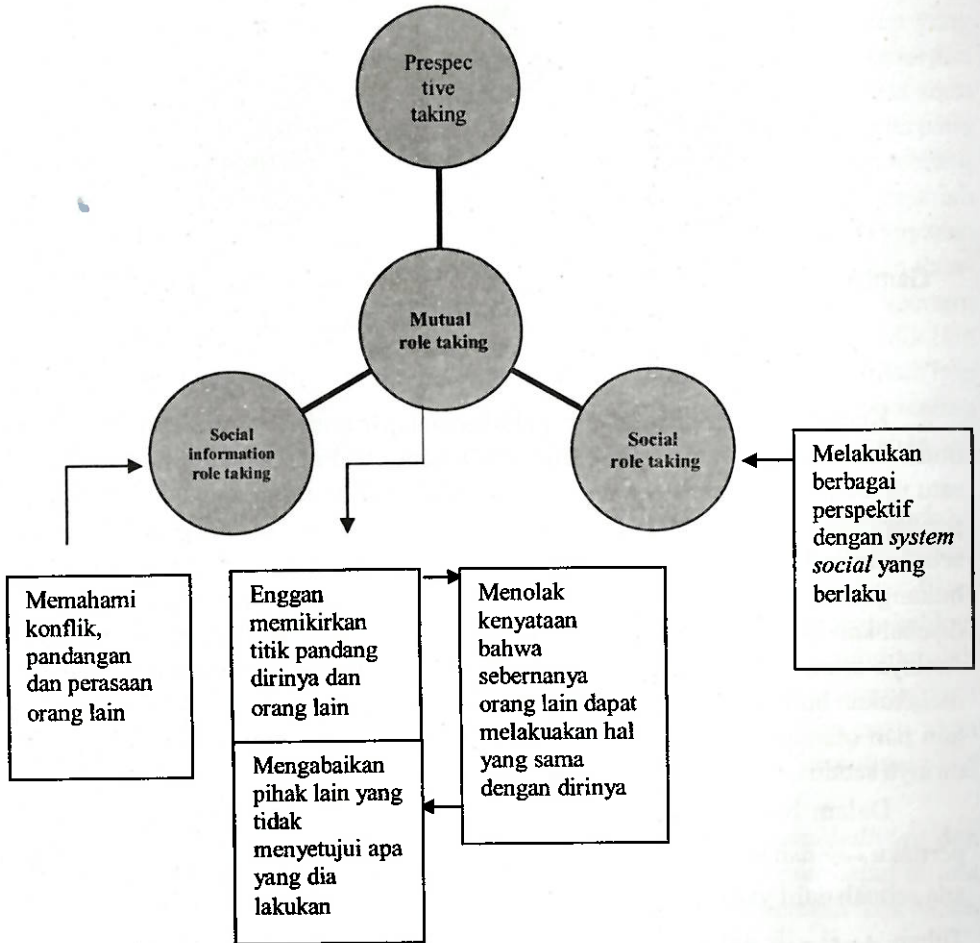 Prespec
tive
taking
Mutual
role taking
Social
information
role taking
Social
role taking
Melakukan
berbagai
perspektif
dengan system
social yang
berlaku
Memahami
konflik,
pandangan
dan perasaan
orang lain
Enggan
memikirkan
titik pandang
dirinya dan
orang lain
Menolak
kenyataan
bahwa
sebernanya
orang lain dapat
melakuakan hal
yang sama
dengan dirinya
Mengabaikan
pihak lain yang
tidak
menyetujui apa
yang dia
lakukan